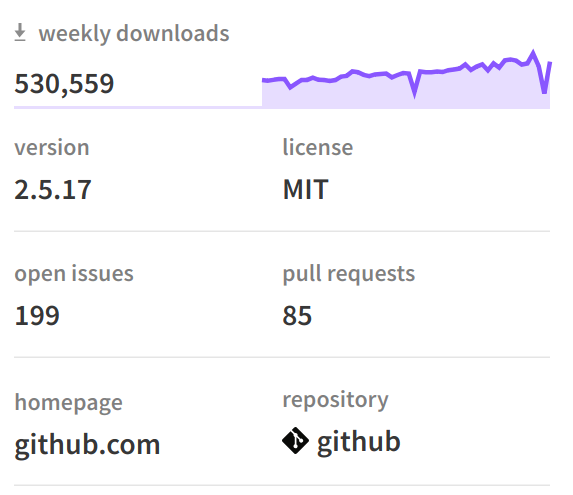 weekly downloads
530,559
version
license
2.5.17
MIT
open issues
pull requests
199
85
homepage
repository
github.com
github